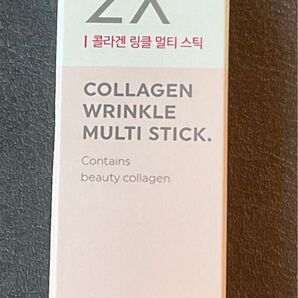 2X
| 콜라겐 링클 멀티 스틱
COLLAGEN
WRINKLE
MULTI STICK.
Contains
beauty collagen